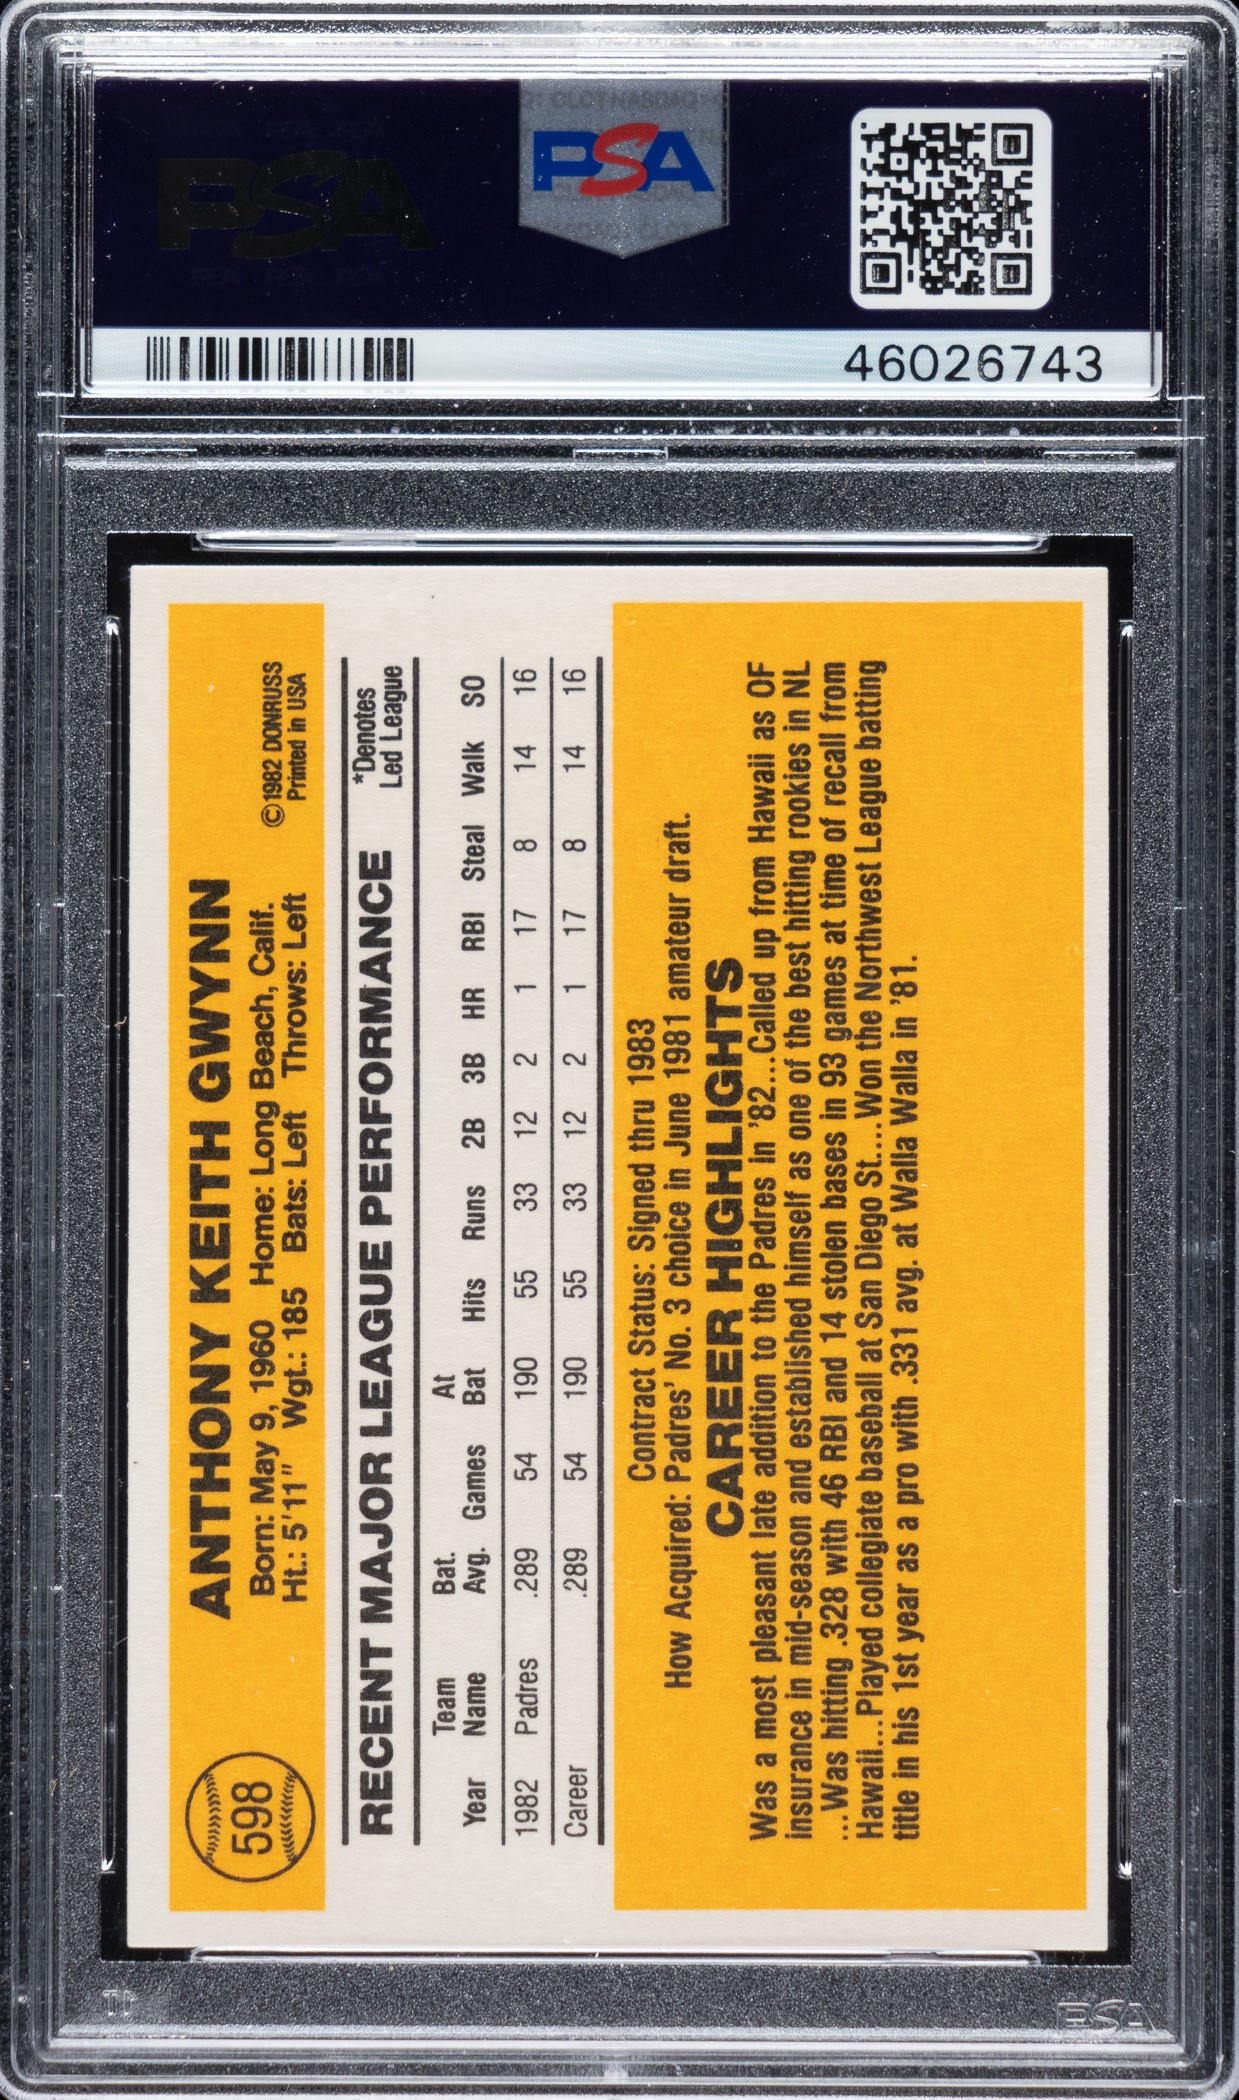 PSA
PSA
46026743
598
ANTHONY KEITH GWYNN
Born: May 9, 1960 Home: Long Beach, Calif.
Ht.: 5'11" Wgt.: 185 Bats: Left Throws: Left
©1982 DONRUSS
Printed in USA
RECENT MAJOR LEAGUE PERFORMANCE
*Denotes
Led League
Year Team Name Bat. Avg. Games At Bat Hits Runs 2B 3B HR RBI Steal Walk SO
1982 Padres .289 54 190 55 33 12 2 1 17 8 14 16
Career .289 54 190 55 33 12 2 1 17 8 14 16
Contract Status: Signed thru 1983
How Acquired: Padres' No. 3 choice in June 1981 amateur draft.
CAREER HIGHLIGHTS
Was a most pleasant late addition to the Padres in '82...Called up from Hawaii as OF
insurance in mid-season and established himself as one of the best hitting rookies in NL
...Was hitting .328 with 46 RBI and 14 stolen bases in 93 games at time of recall from
Hawaii...Played collegiate baseball at San Diego St....Won the Northwest League batting
title in his 1st year as a pro with .331 avg. at Walla Walla in '81.
PSA